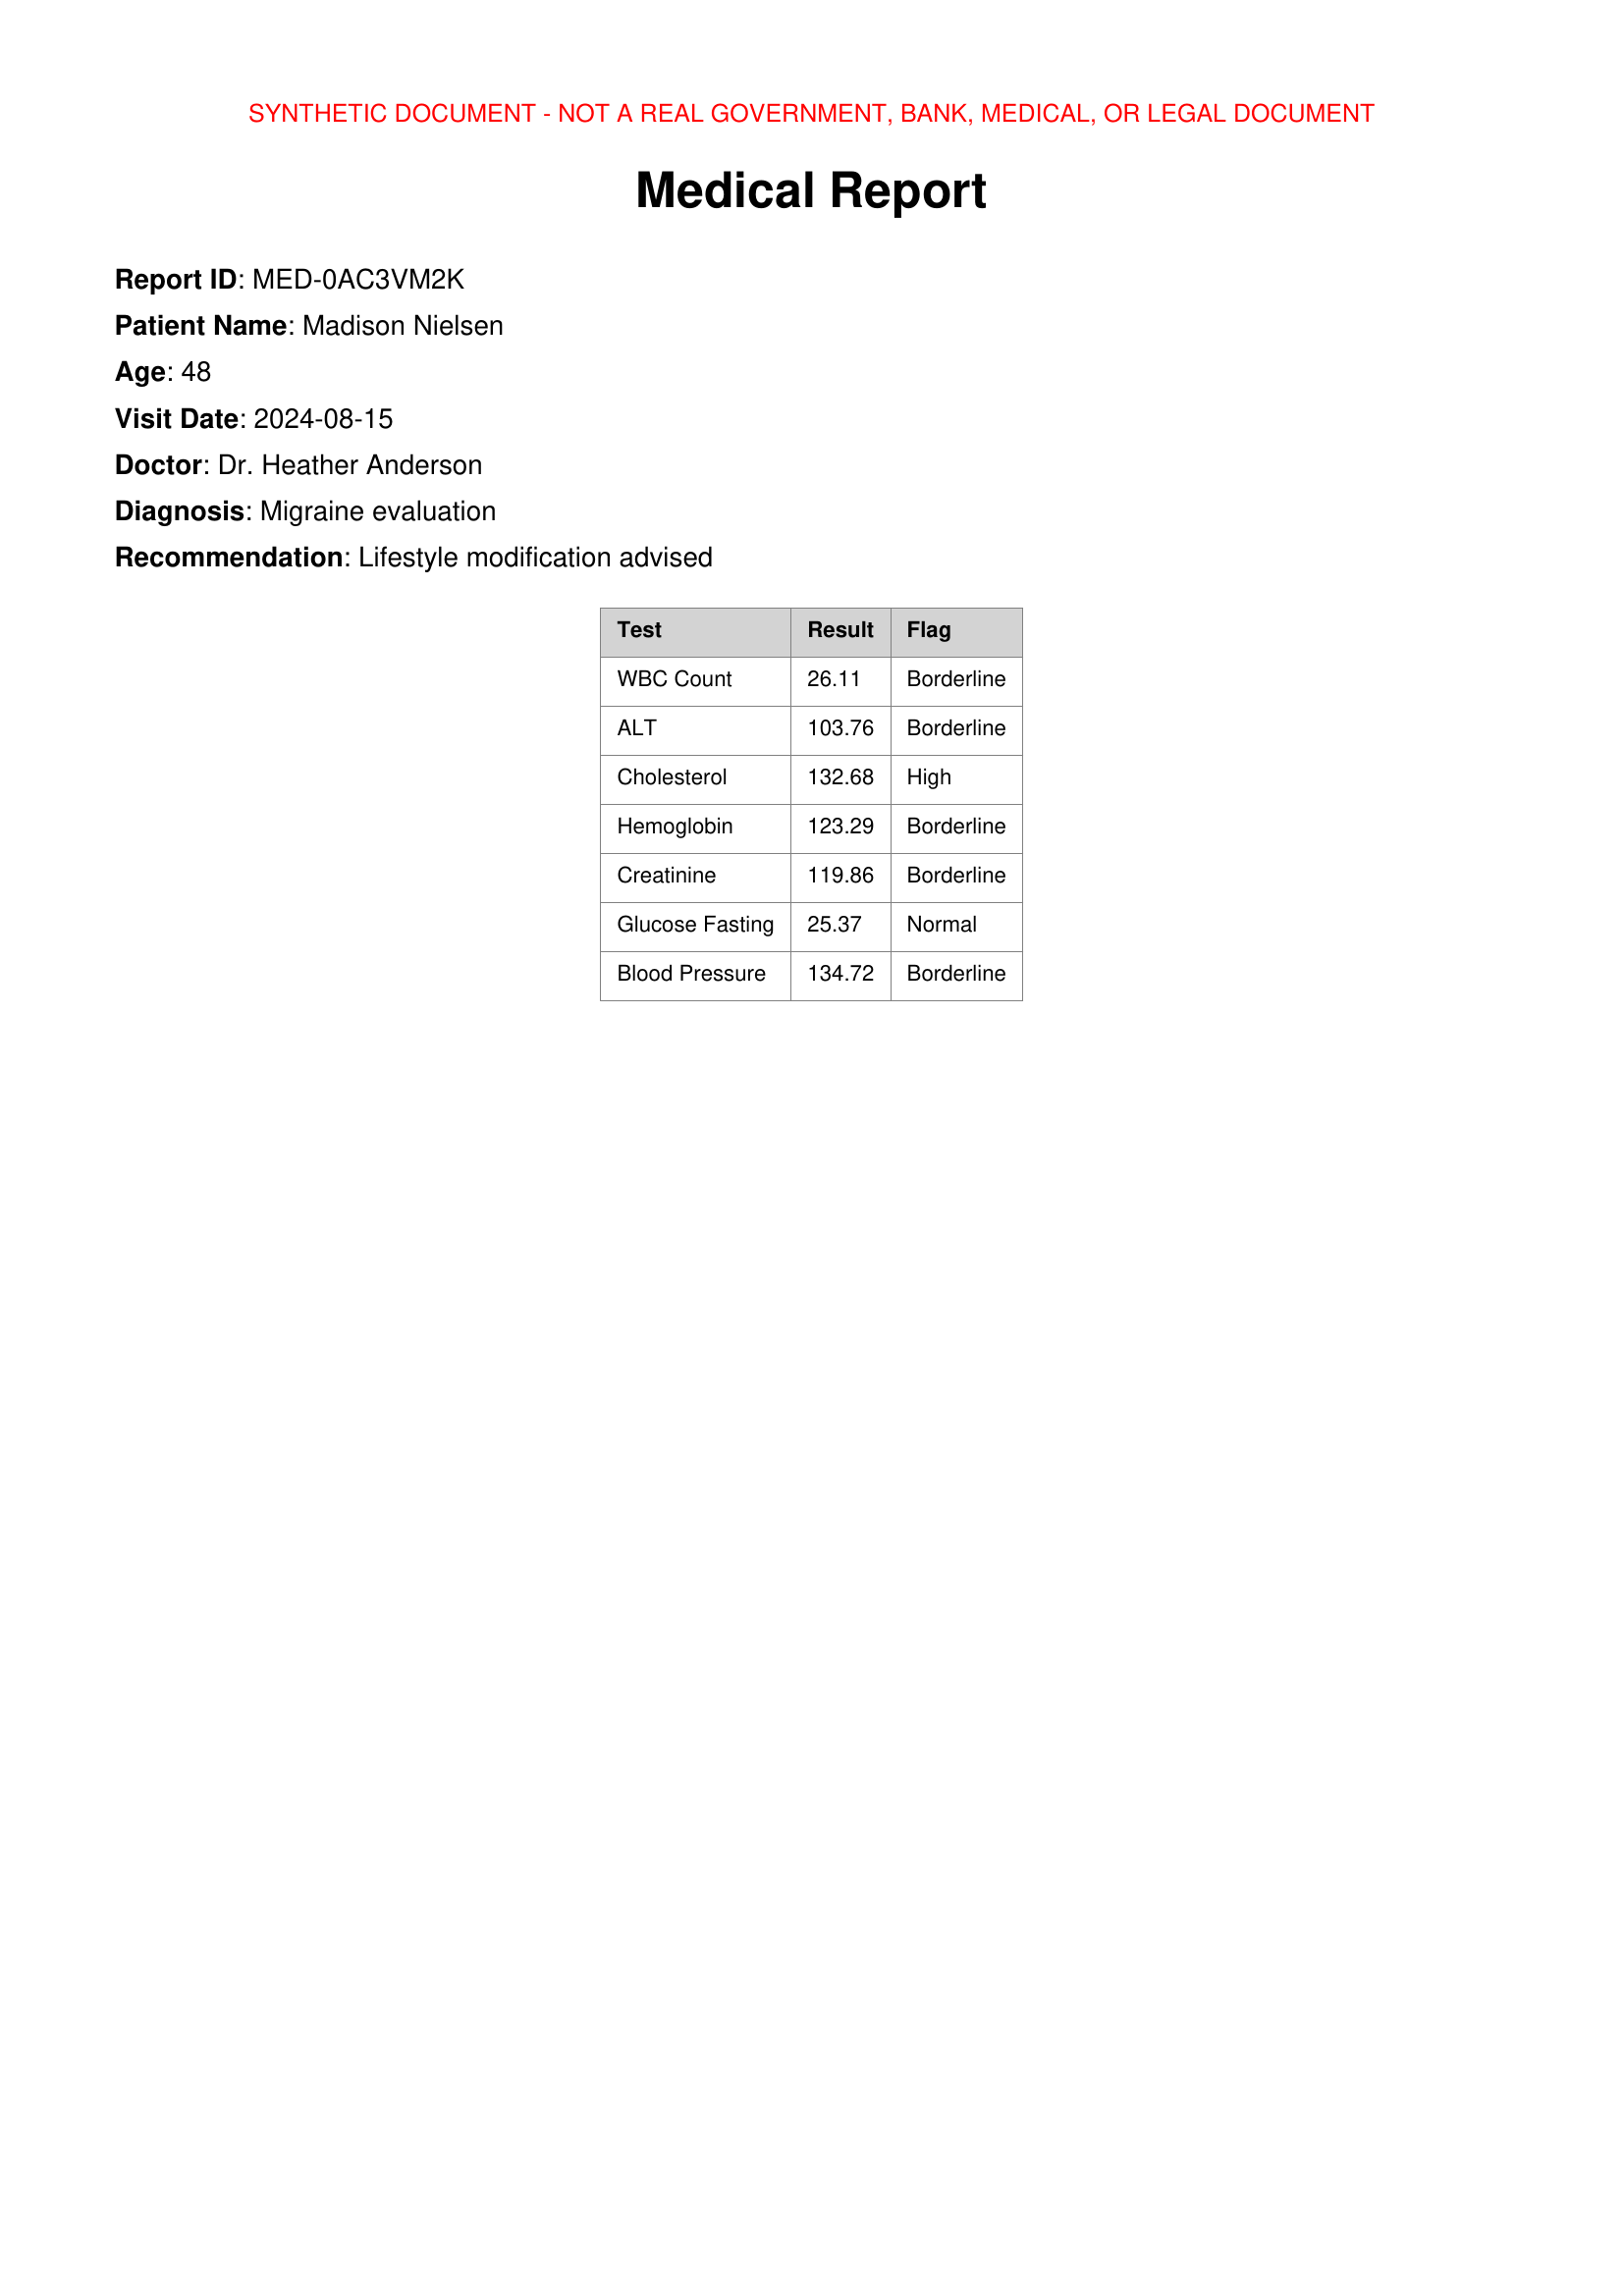 SYNTHETIC DOCUMENT - NOT A REAL GOVERNMENT, BANK, MEDICAL, OR LEGAL DOCUMENT
Medical Report
Report ID: MED-0AC3VM2K
Patient Name: Madison Nielsen
Age: 48
Visit Date: 2024-08-15
Doctor: Dr. Heather Anderson
Diagnosis: Migraine evaluation
Recommendation: Lifestyle modification advised
Test Result Flag
WBC Count 26.11 Borderline
ALT 103.76 Borderline
Cholesterol 132.68 High
Hemoglobin 123.29 Borderline
Creatinine 119.86 Borderline
Glucose Fasting 25.37 Normal
Blood Pressure 134.72 Borderline